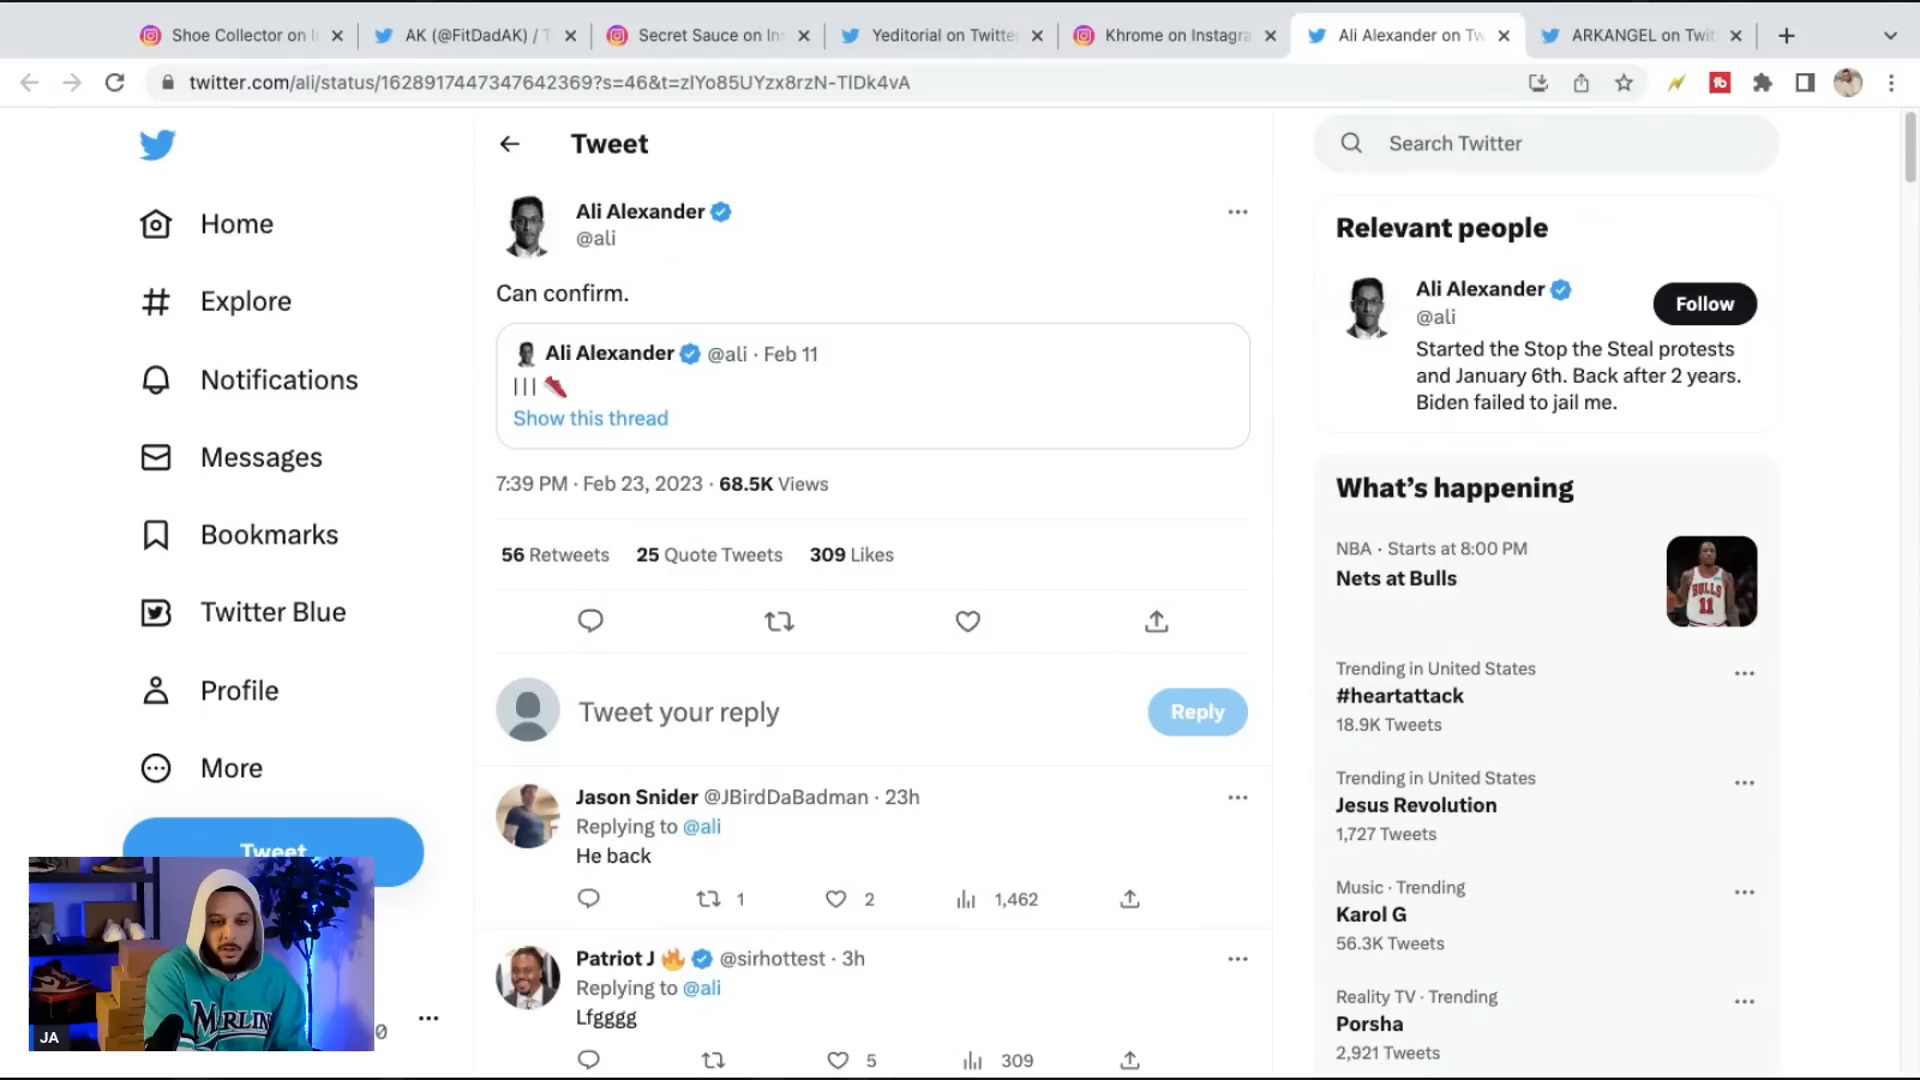 Shoe Collector on I
AK (@FitDadAK) / T
Secret Sauce on In
Yeditorial on Twitte
Khrome on Instagra
Ali Alexander on Tw
ARKANGEL on Twit
twitter.com/ali/status/1628917447347642369?s=46&t=zlYo85UYzx8rzN-TlDk4vA
Home
Explore
Notifications
Messages
Bookmarks
Twitter Blue
Profile
More
Tweet
JA
Tweet
Ali Alexander
@ali
Can confirm.
Ali Alexander @ali · Feb 11
|||
Show this thread
7:39 PM · Feb 23, 2023 · 68.5K Views
56 Retweets 25 Quote Tweets 309 Likes
Tweet your reply
Reply
Jason Snider @JBirdDaBadman · 23h
Replying to @ali
He back
1 2 1,462
Patriot J @sirhottest · 3h
Replying to @ali
Lfgggg
5 309
Search Twitter
Relevant people
Ali Alexander
@ali
Follow
Started the Stop the Steal protests
and January 6th. Back after 2 years.
Biden failed to jail me.
What's happening
NBA · Starts at 8:00 PM
Nets at Bulls
BULLS
11
Trending in United States
#heartattack
18.9K Tweets
Trending in United States
Jesus Revolution
1,727 Tweets
Music · Trending
Karol G
56.3K Tweets
Reality TV · Trending
Porsha
2,921 Tweets